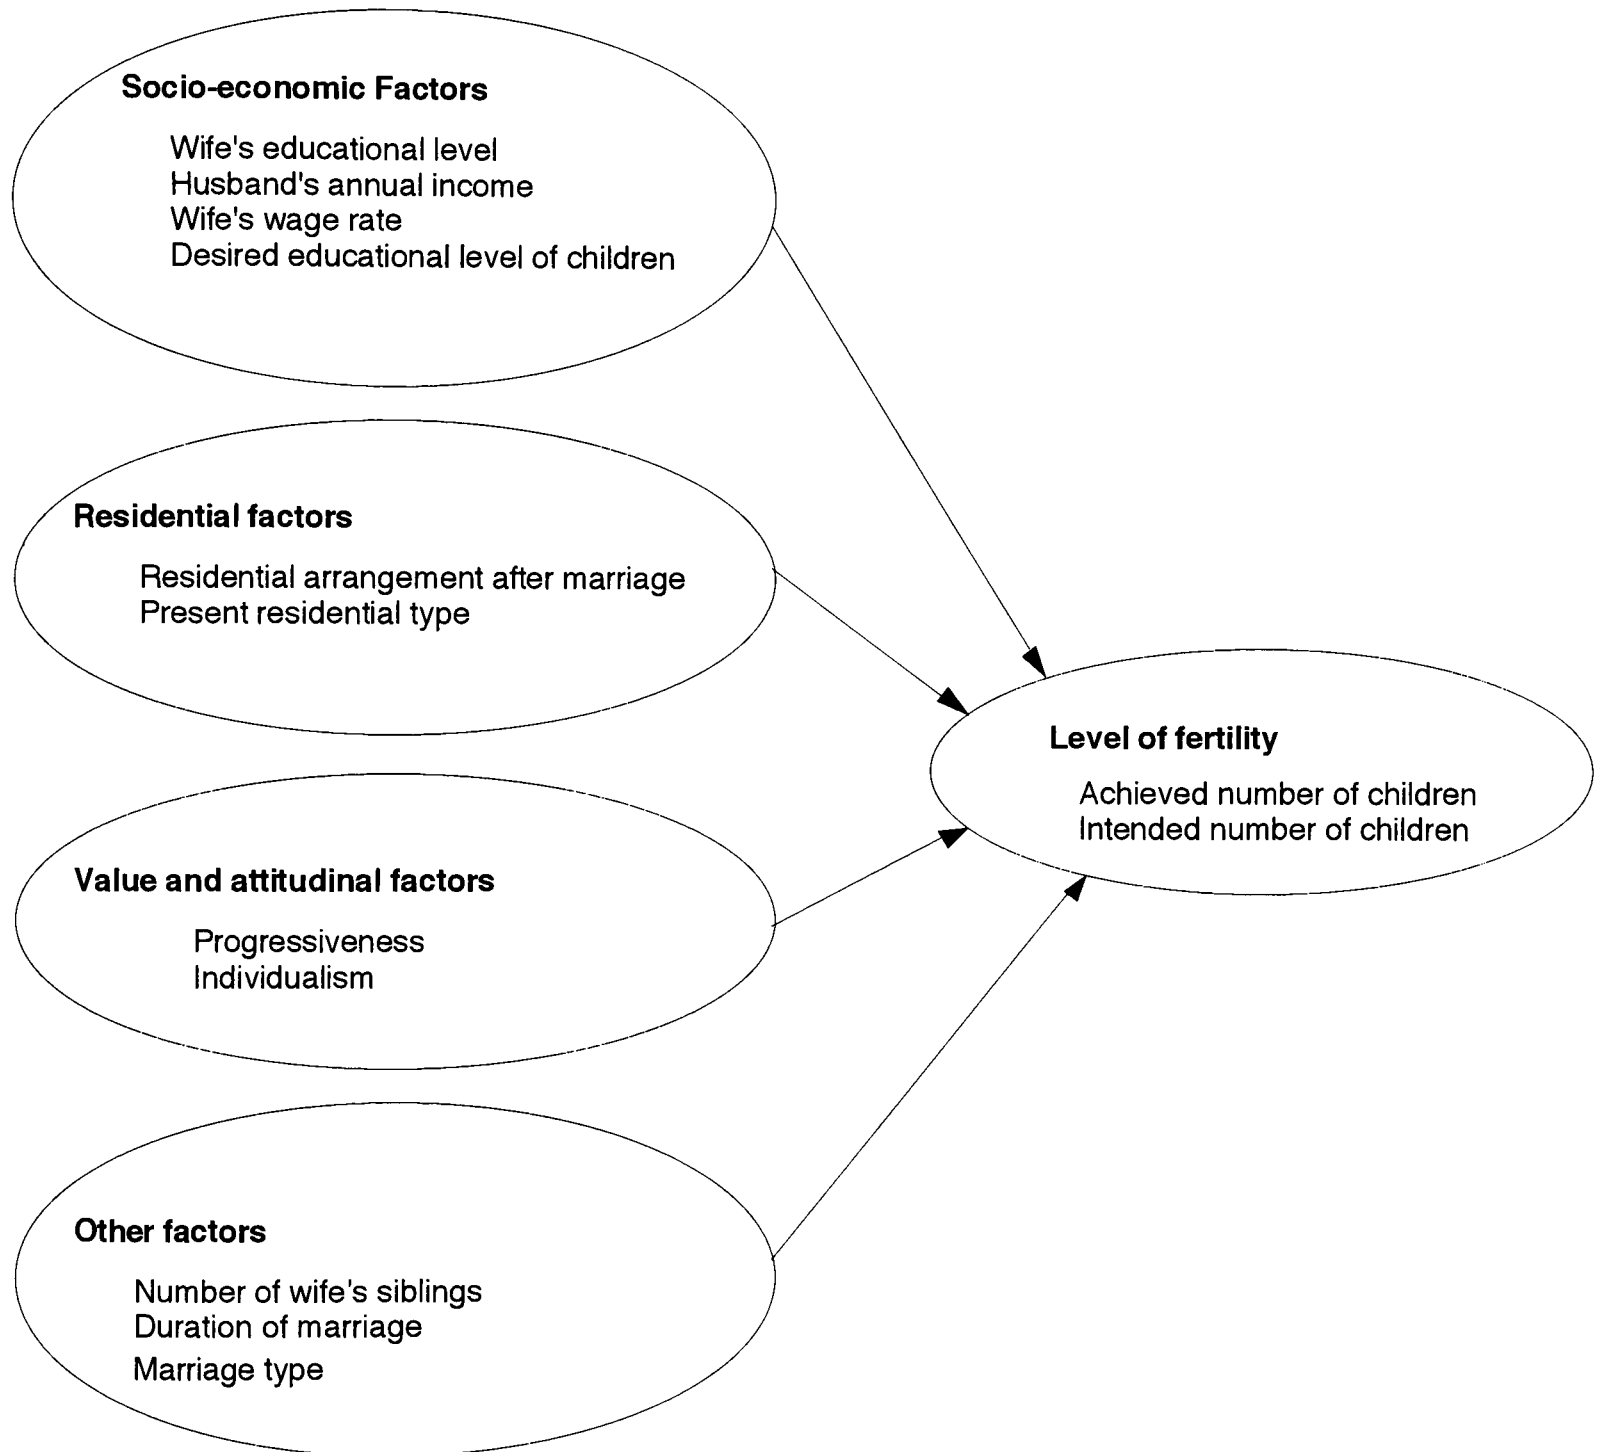 Socio-economic Factors
Wife's educational level
Husband's annual income
Wife's wage rate
Desired educational level of children
Residential factors
Residential arrangement after marriage
Present residential type
Value and attitudinal factors
Progressiveness
Individualism
Other factors
Number of wife's siblings
Duration of marriage
Marriage type
Level of fertility
Achieved number of children
Intended number of children